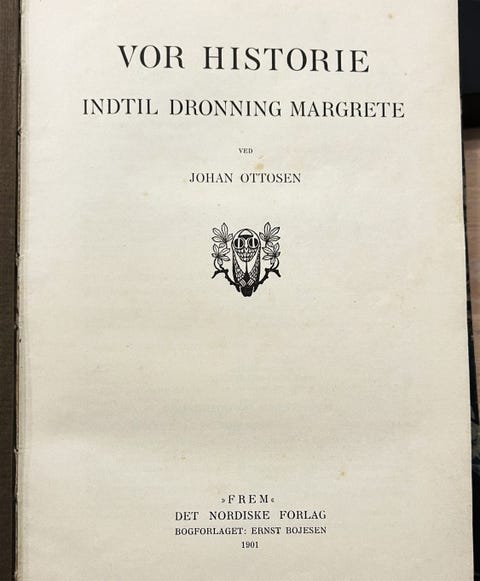 VOR HISTORIE
INDTIL DRONNING MARGRETE
VED
JOHAN OTTOSEN
»FREM«
DET NORDISKE FORLAG
BOGFORLAGET: ERNST BOJESEN
1901